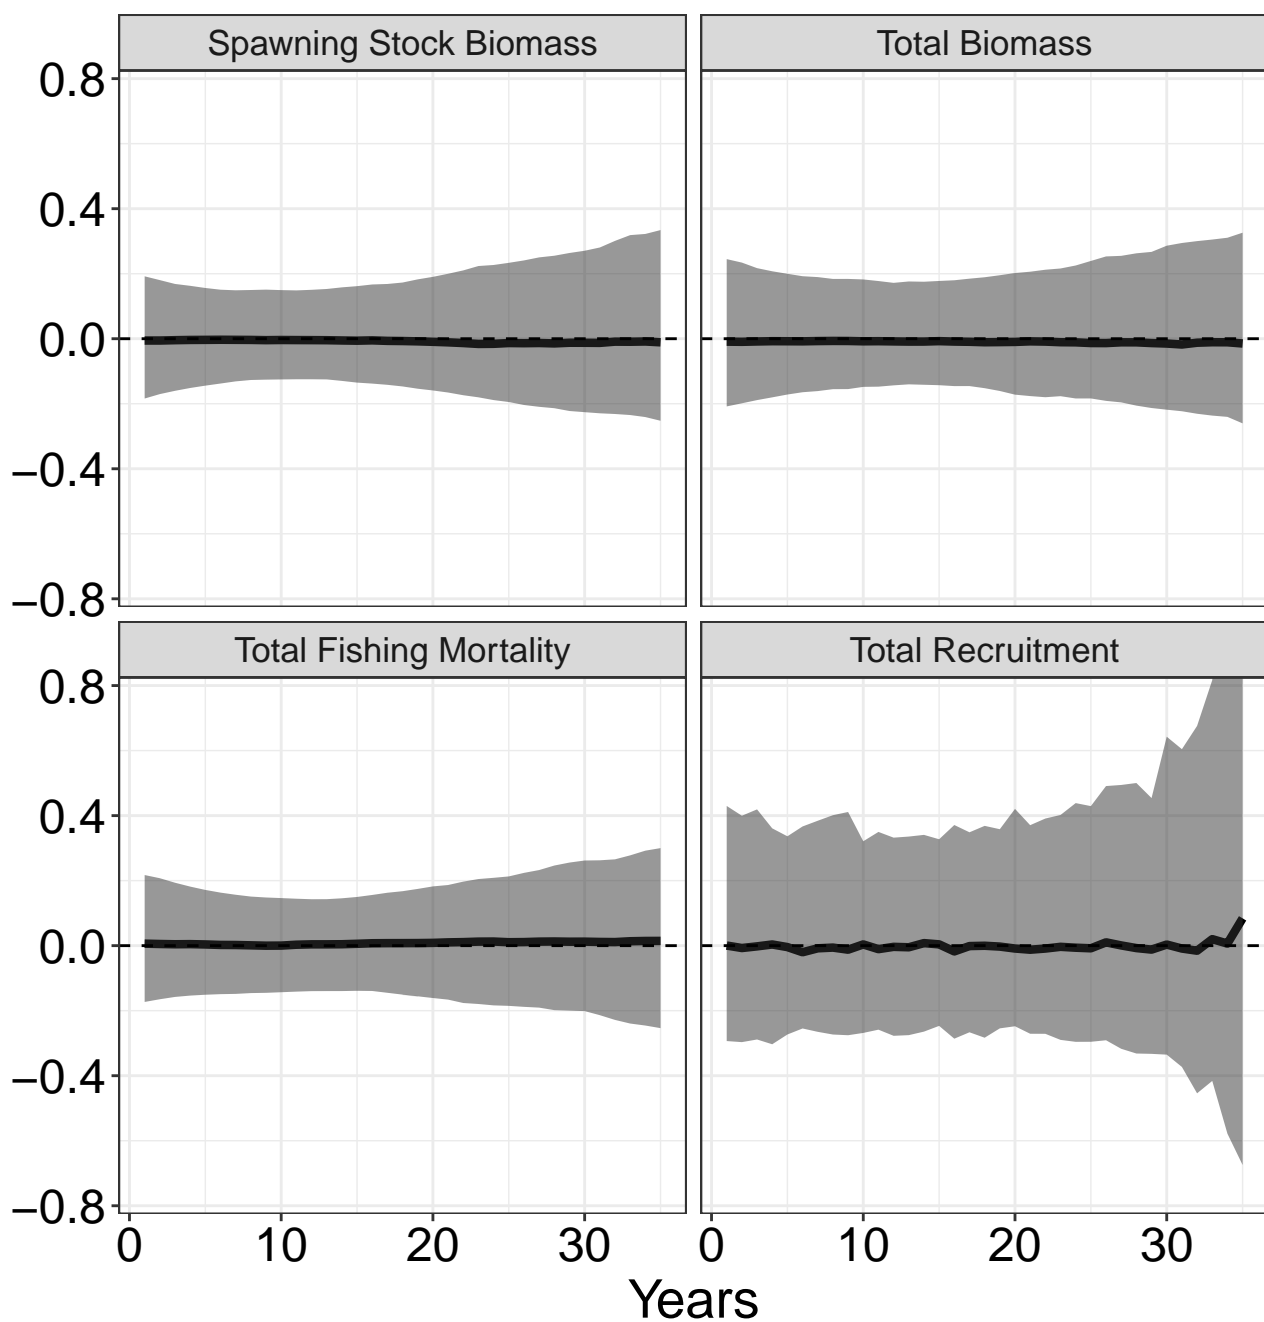 Spawning Stock Biomass
Total Biomass
0.8
0.4
0.0
−0.4
−0.8
Total Fishing Mortality
Total Recruitment
0.8
0.4
0.0
−0.4
−0.8
0 10 20 30
0 10 20 30
Years